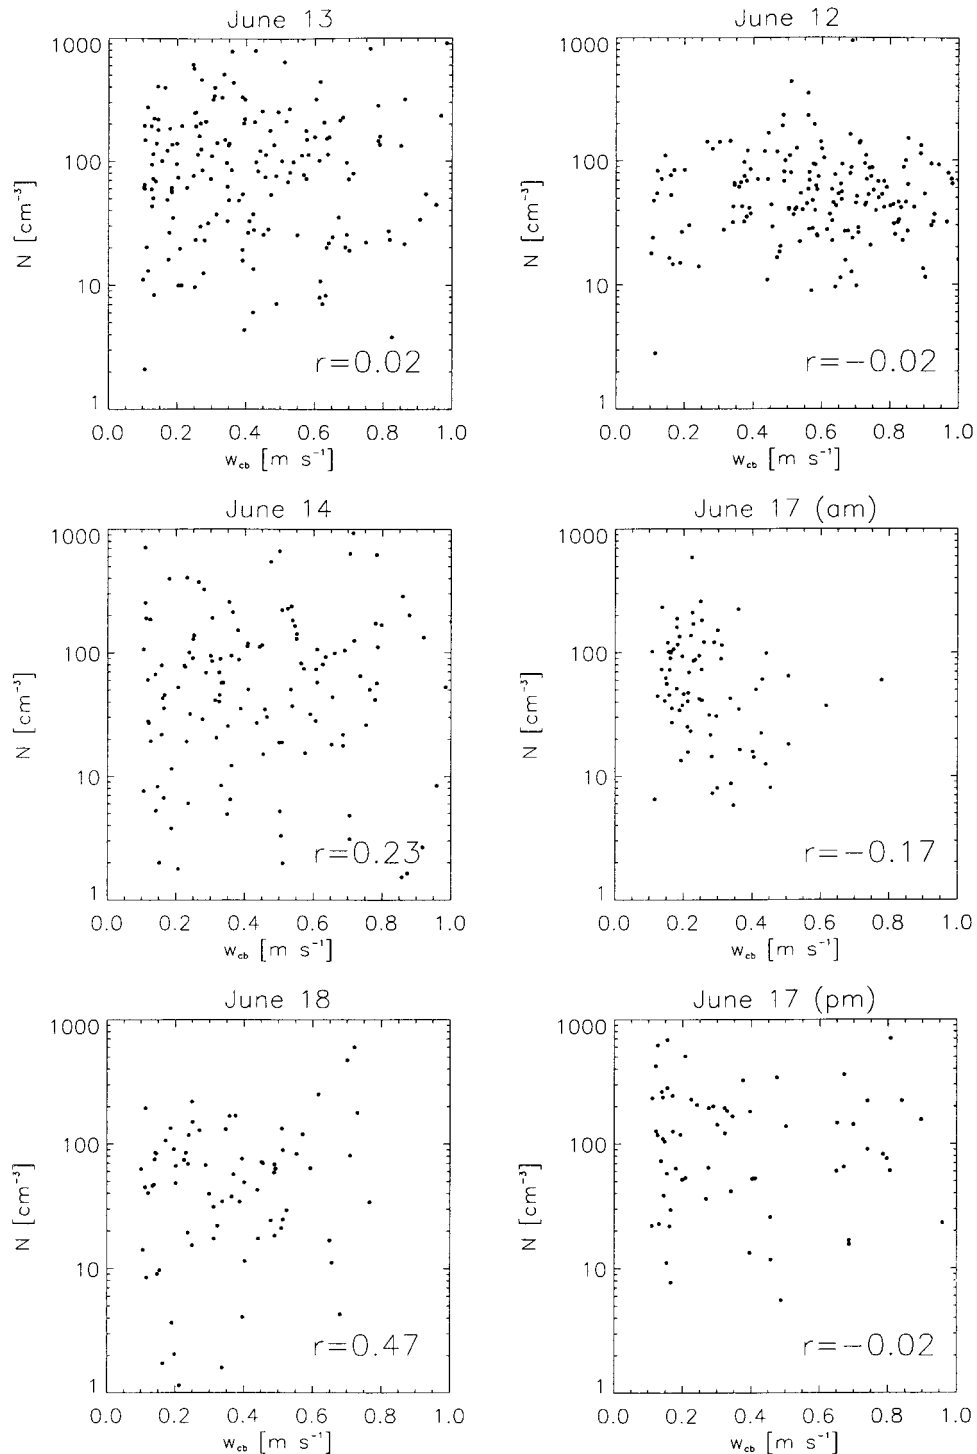 June 13
1000
100
10
1
N [cm⁻³]
r=0.02
0.0 0.2 0.4 0.6 0.8 1.0
w_cb [m s⁻¹]
June 12
1000
100
10
1
N [cm⁻³]
r=−0.02
0.0 0.2 0.4 0.6 0.8 1.0
w_cb [m s⁻¹]
June 14
1000
100
10
1
N [cm⁻³]
r=0.23
0.0 0.2 0.4 0.6 0.8 1.0
w_cb [m s⁻¹]
June 17 (am)
1000
100
10
1
N [cm⁻³]
r=−0.17
0.0 0.2 0.4 0.6 0.8 1.0
w_cb [m s⁻¹]
June 18
1000
100
10
1
N [cm⁻³]
r=0.47
0.0 0.2 0.4 0.6 0.8 1.0
w_cb [m s⁻¹]
June 17 (pm)
1000
100
10
1
N [cm⁻³]
r=−0.02
0.0 0.2 0.4 0.6 0.8 1.0
w_cb [m s⁻¹]